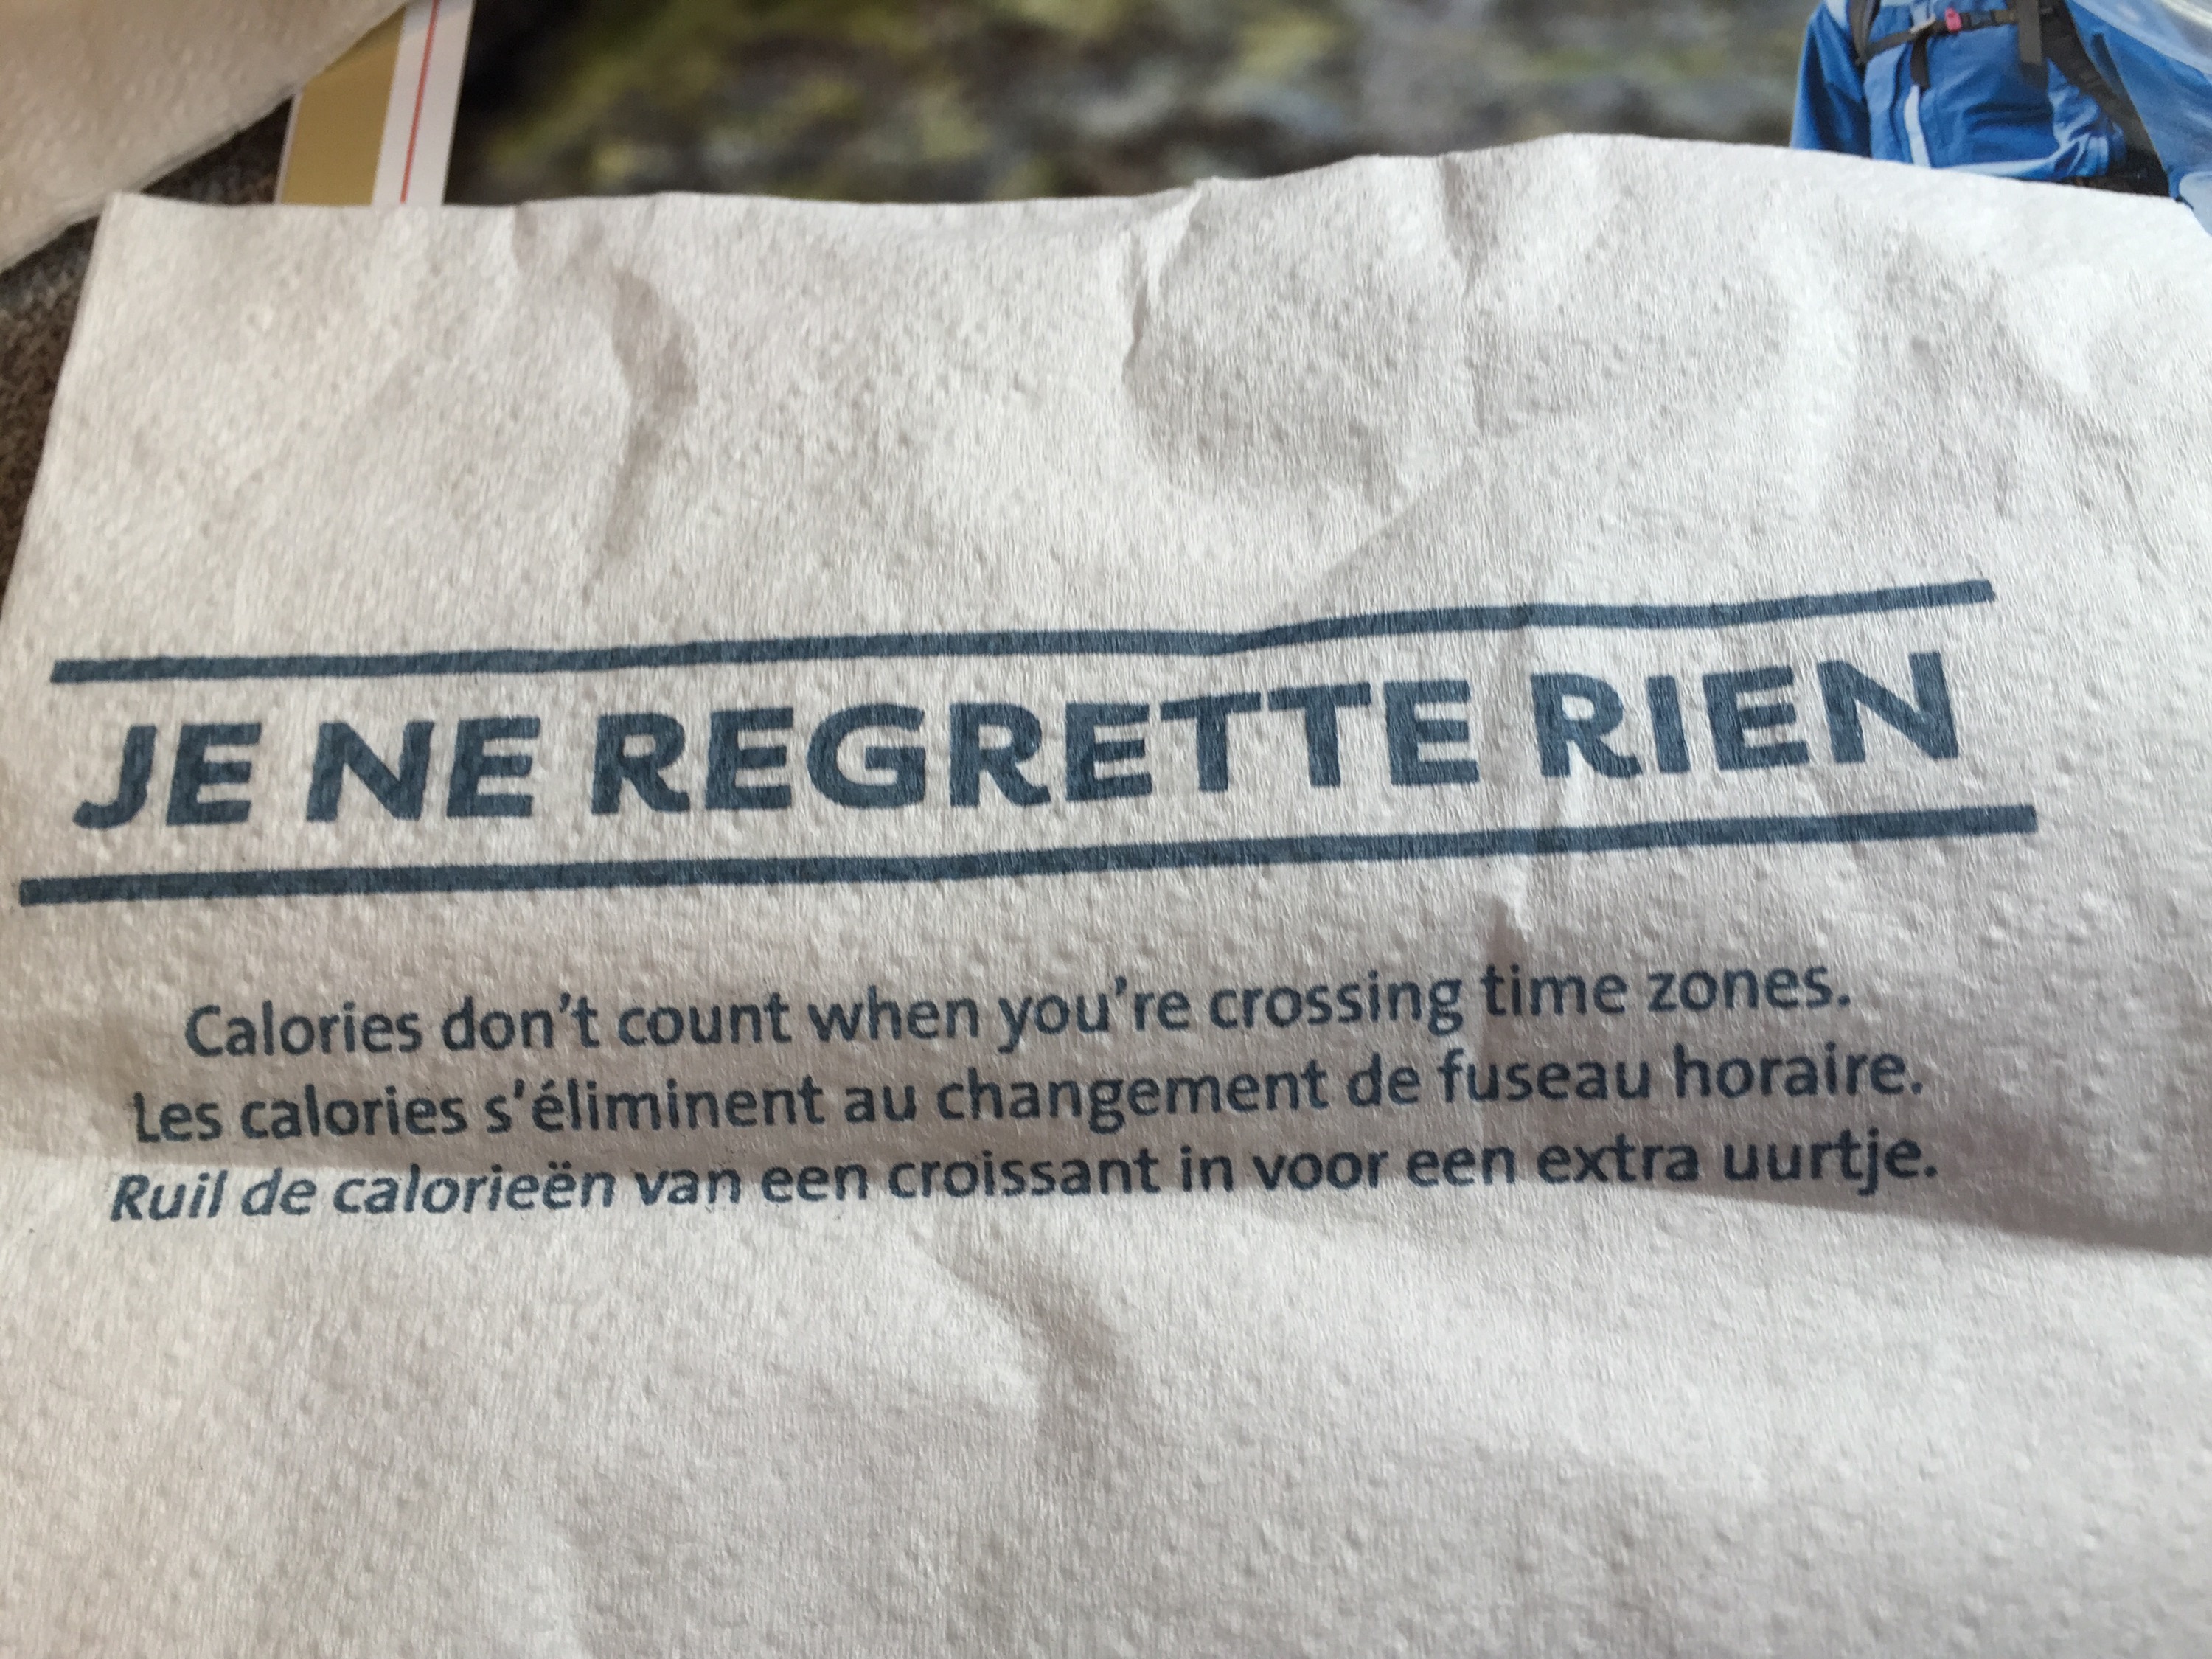 JE NE REGRETTE RIEN
Calories don't count when you're crossing time zones.
Les calories s'éliminent au changement de fuseau horaire.
Ruil de calorieën van een croissant in voor een extra uurtje.